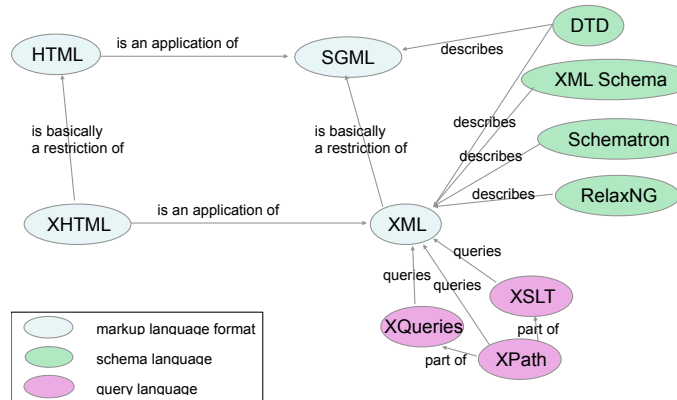 HTML
is an application of
SGML
describes
DTD
XML Schema
is basically
a restriction of
is basically
a restriction of
describes
describes
Schematron
describes
describes
RelaxNG
XHTML
is an application of
XML
queries
queries
queries
XSLT
XQueries
part of
part of
XPath
markup language format
schema language
query language